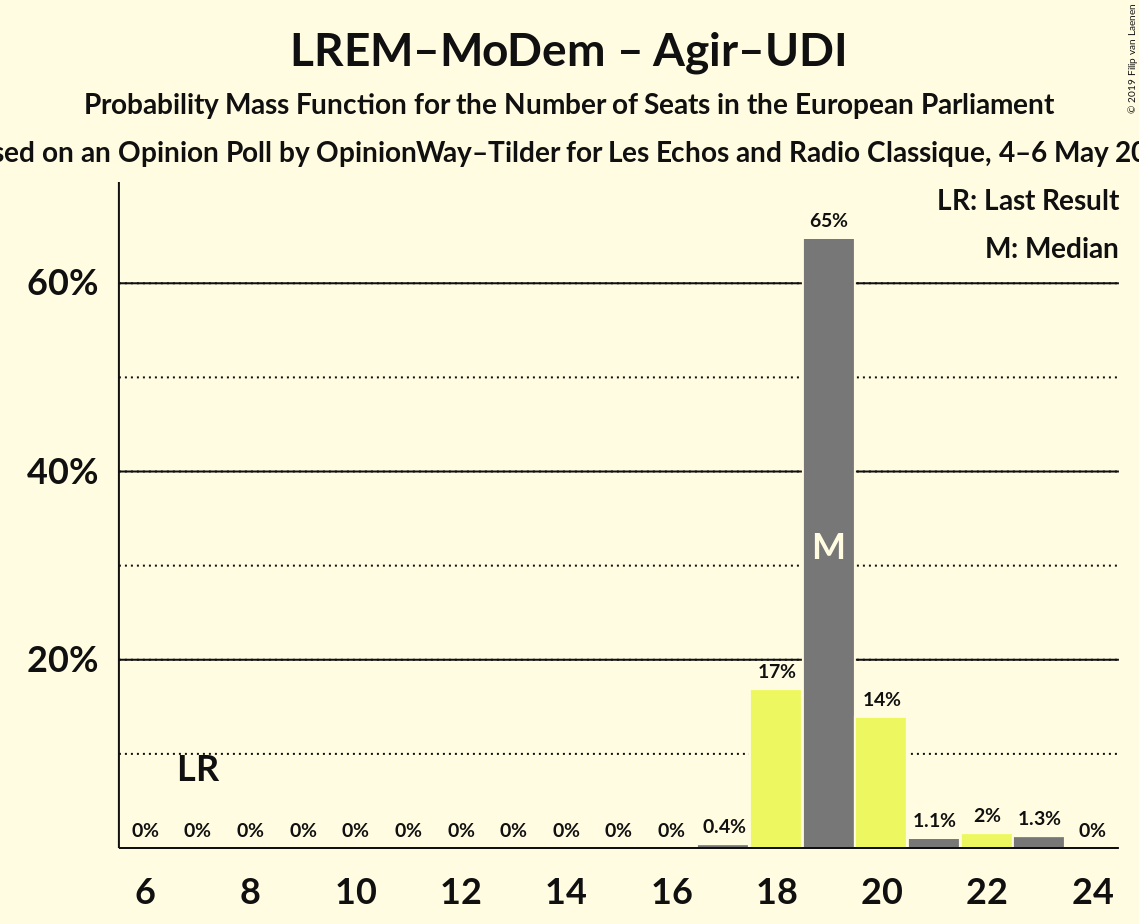 LREM–MoDem – Agir–UDI
Probability Mass Function for the Number of Seats in the European Parliament
sed on an Opinion Poll by OpinionWay–Tilder for Les Echos and Radio Classique, 4–6 May 20
© 2019 Filip van Laenen
LR: Last Result
M: Median
65%
60%
40%
M
20%
17%
14%
LR
0% 0% 0% 0% 0% 0% 0% 0% 0% 0% 0% 0.4% 1.1% 2% 1.3% 0%
6 8 10 12 14 16 18 20 22 24